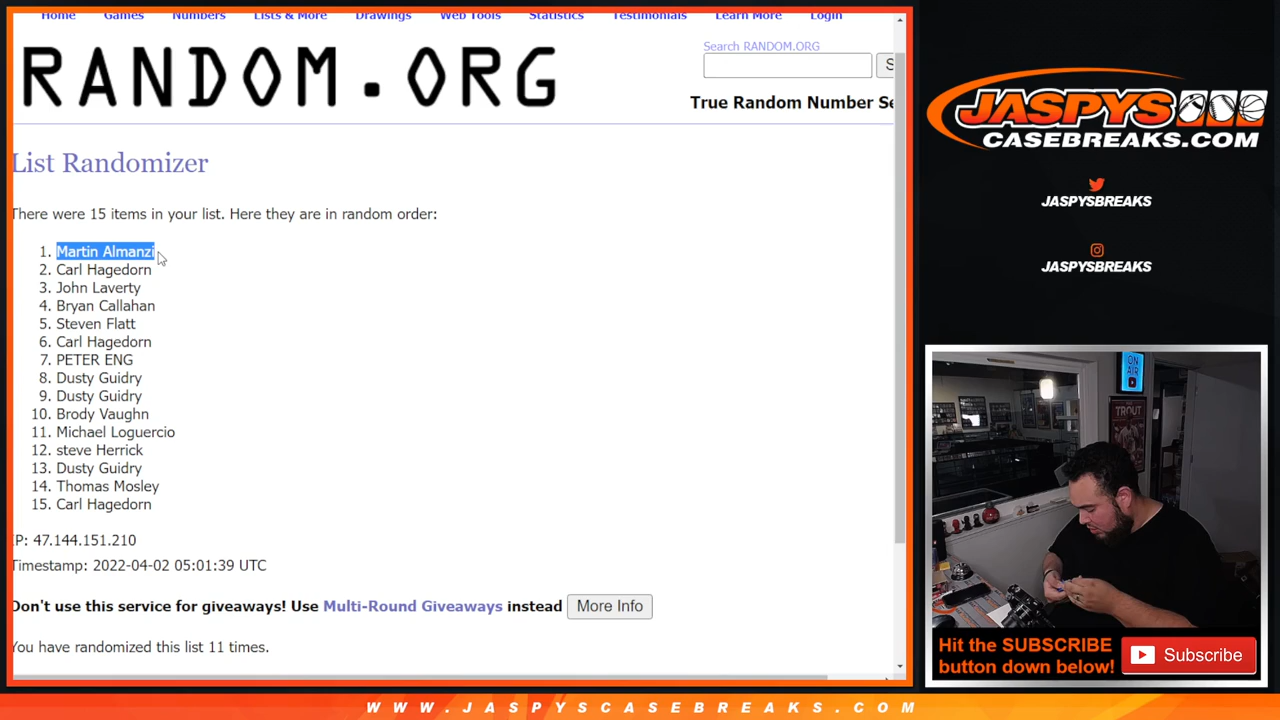 Home Games Numbers Lists & More Drawings Web Tools Statistics Testimonials Learn More Login
RANDOM.ORG
Search RANDOM.ORG
S
True Random Number Se
List Randomizer
There were 15 items in your list. Here they are in random order:
1. Martin Almanzi
2. Carl Hagedorn
3. John Laverty
4. Bryan Callahan
5. Steven Flatt
6. Carl Hagedorn
7. PETER ENG
8. Dusty Guidry
9. Dusty Guidry
10. Brody Vaughn
11. Michael Loguercio
12. steve Herrick
13. Dusty Guidry
14. Thomas Mosley
15. Carl Hagedorn
IP: 47.144.151.210
Timestamp: 2022-04-02 05:01:39 UTC
Don't use this service for giveaways! Use Multi-Round Giveaways instead More Info
You have randomized this list 11 times.
JASPYS
CASEBREAKS.COM
JASPYSBREAKS
JASPYSBREAKS
ON
AIR
TROUT
Hit the SUBSCRIBE
button down below!
Subscribe
WWW.JASPYSCASEBREAKS.COM